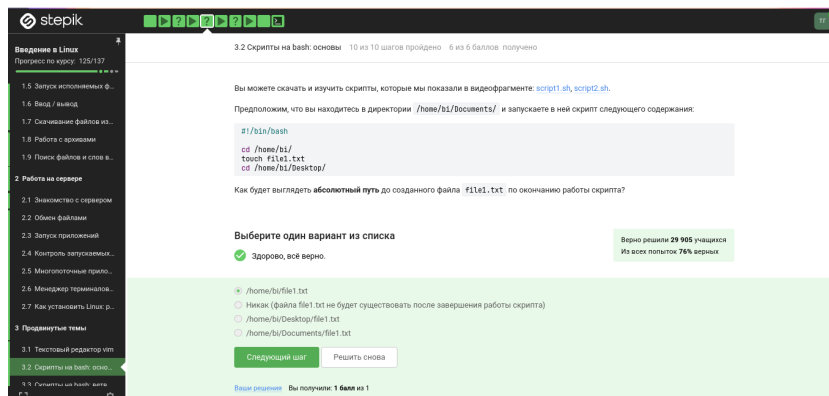 stepik
Введение в Linux
Прогресс по курсу: 125/137
1.5 Запуск исполняемых ф...
1.6 Ввод / вывод
1.7 Скачивание файлов из...
1.8 Работа с архивами
1.9 Поиск файлов и слов в...
2 Работа на сервере
2.1 Знакомство с сервером
2.2 Обмен файлами
2.3 Запуск приложений
2.4 Контроль запускаемых...
2.5 Многопоточные прило...
2.6 Менеджер терминалов...
2.7 Как установить Linux: р...
3 Продвинутые темы
3.1 Текстовый редактор vim
3.2 Скрипты на bash: осно...
3.3 Скрипты на bash: ветв...
3.2 Скрипты на bash: основы 10 из 10 шагов пройдено 6 из 6 баллов получено
Вы можете скачать и изучить скрипты, которые мы показали в видеофрагменте: script1.sh, script2.sh.
Предположим, что вы находитесь в директории /home/bi/Documents/ и запускаете в ней скрипт следующего содержания:
#!/bin/bash
cd /home/bi/
touch file1.txt
cd /home/bi/Desktop/
Как будет выглядеть абсолютный путь до созданного файла file1.txt по окончанию работы скрипта?
Выберите один вариант из списка
Здорово, всё верно.
Верно решили 29 905 учащихся
Из всех попыток 76% верных
/home/bi/file1.txt
Никак (файла file1.txt не будет существовать после завершения работы скрипта)
/home/bi/Desktop/file1.txt
/home/bi/Documents/file1.txt
Следующий шаг
Решить снова
Ваши решения Вы получили: 1 балл из 1